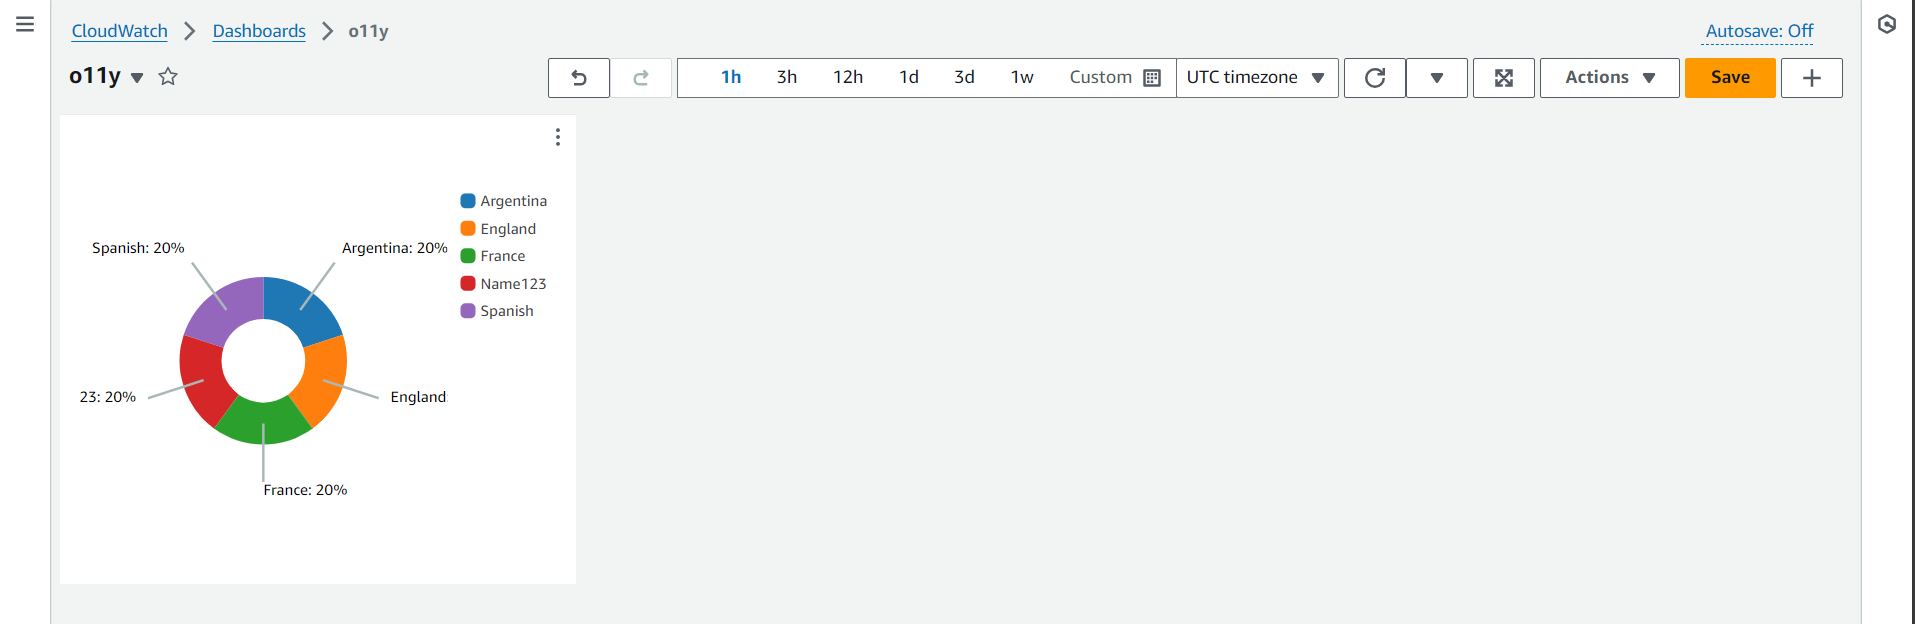 CloudWatch Dashboards o11y
Autosave: Off
o11y
1h 3h 12h 1d 3d 1w Custom UTC timezone Actions Save
Argentina
England
France
Name123
Spanish
Spanish: 20%
Argentina: 20%
23: 20%
England
France: 20%